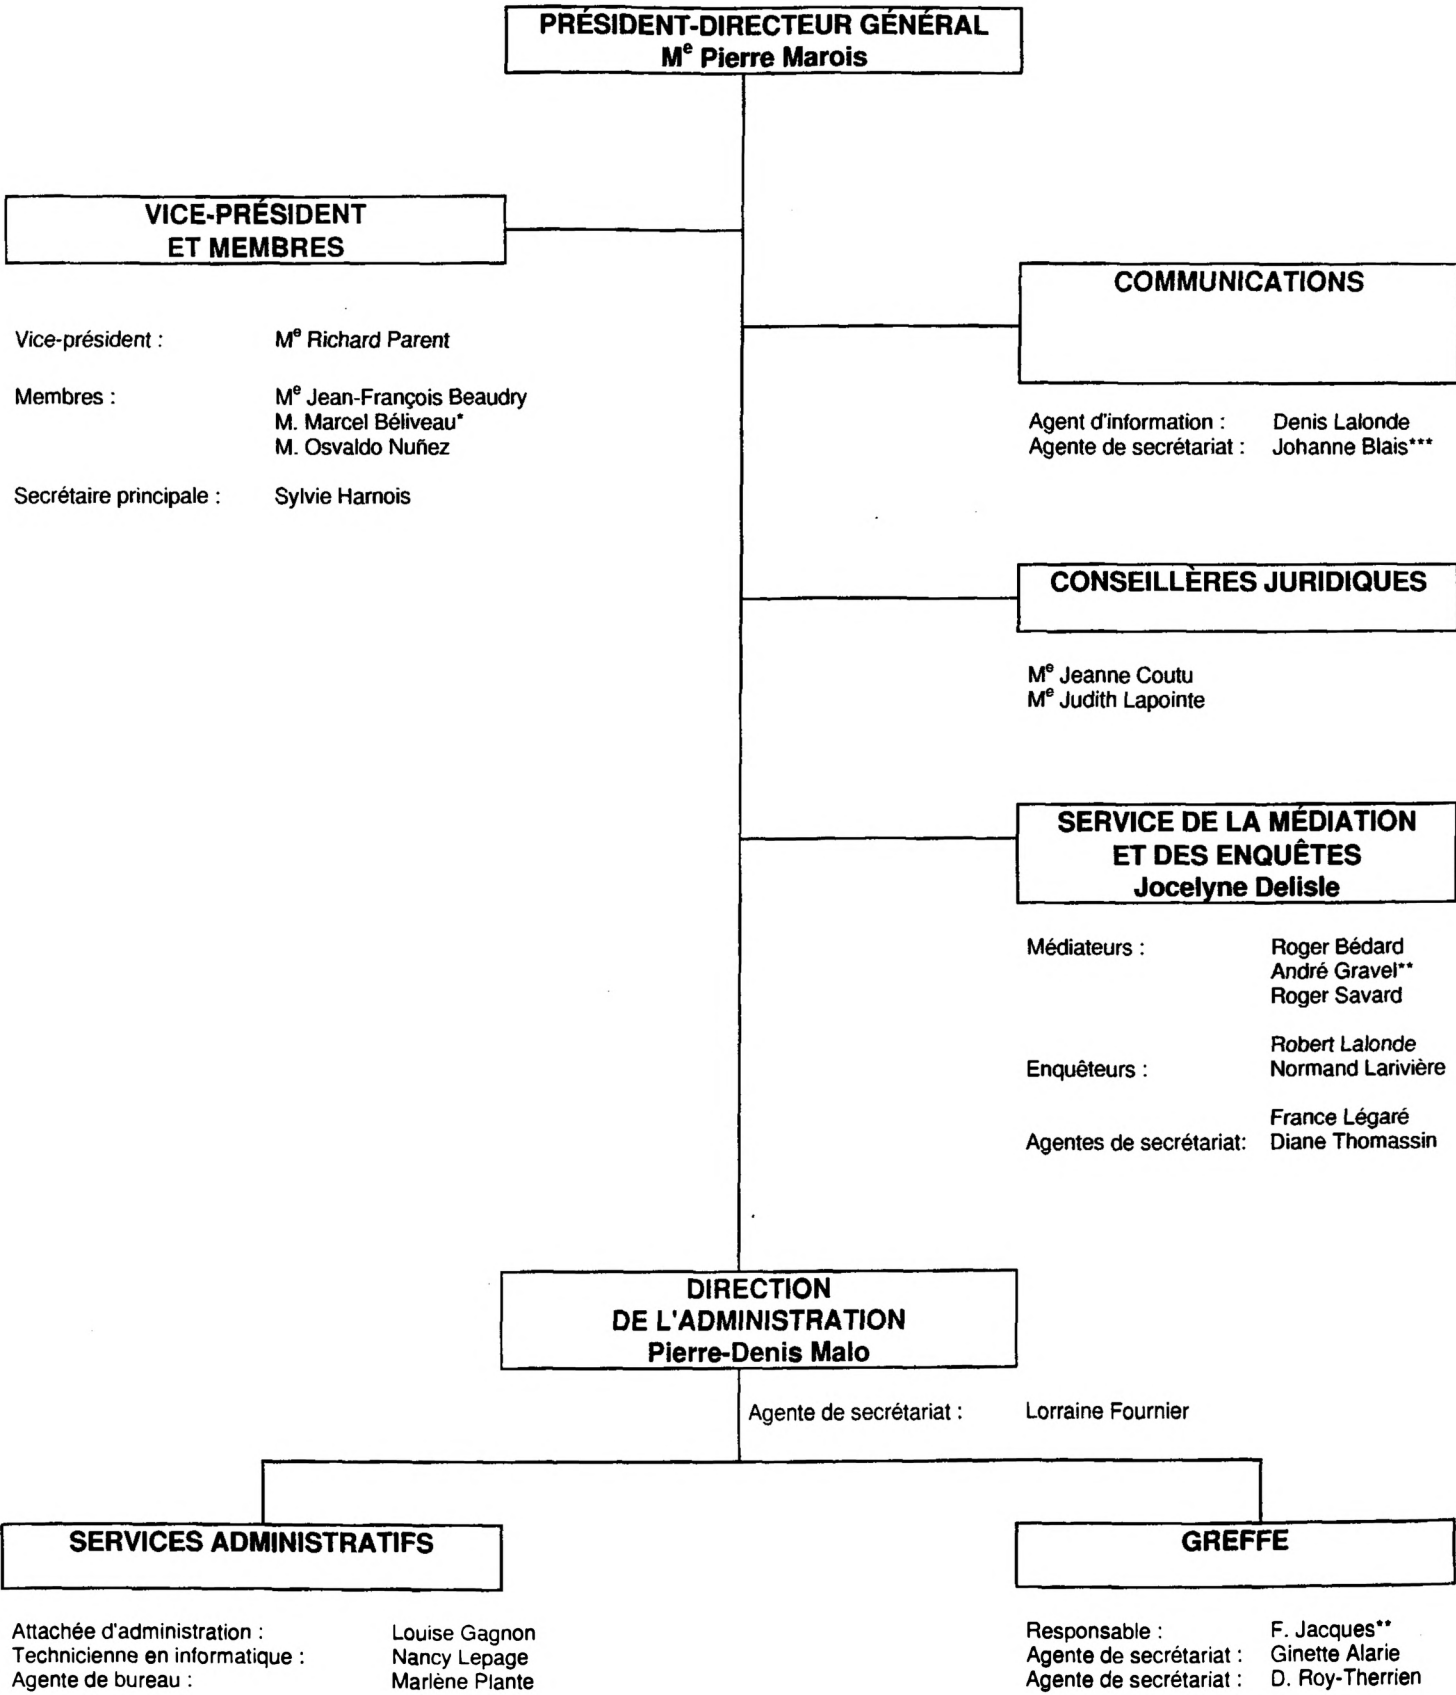 PRÉSIDENT-DIRECTEUR GÉNÉRAL
Me Pierre Marois
VICE-PRÉSIDENT
ET MEMBRES
Vice-président : Me Richard Parent
Membres : Me Jean-François Beaudry
M. Marcel Béliveau*
M. Osvaldo Nuñez
Secrétaire principale : Sylvie Harnois
COMMUNICATIONS
Agent d'information : Denis Lalonde
Agente de secrétariat : Johanne Blais***
CONSEILLÈRES JURIDIQUES
Me Jeanne Coutu
Me Judith Lapointe
SERVICE DE LA MÉDIATION
ET DES ENQUÊTES
Jocelyne Delisle
Médiateurs : Roger Bédard
André Gravel**
Roger Savard
Robert Lalonde
Enquêteurs : Normand Larivière
France Légaré
Agentes de secrétariat: Diane Thomassin
DIRECTION
DE L'ADMINISTRATION
Pierre-Denis Malo
Agente de secrétariat : Lorraine Fournier
SERVICES ADMINISTRATIFS
Attachée d'administration : Louise Gagnon
Technicienne en informatique : Nancy Lepage
Agente de bureau : Marlène Plante
GREFFE
Responsable : F. Jacques**
Agente de secrétariat : Ginette Alarie
Agente de secrétariat : D. Roy-Therrien